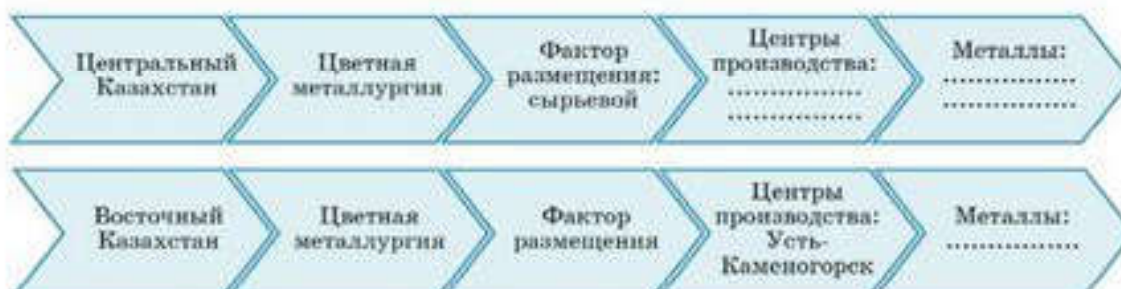 Центральный
Казахстан
Цветная
металлургия
Фактор
размещения:
сырьевой
Центры
производства:
................
................
Металлы:
................
................
Восточный
Казахстан
Цветная
металлургия
Фактор
размещения
Центры
производства:
Усть-
Каменогорск
Металлы:
................